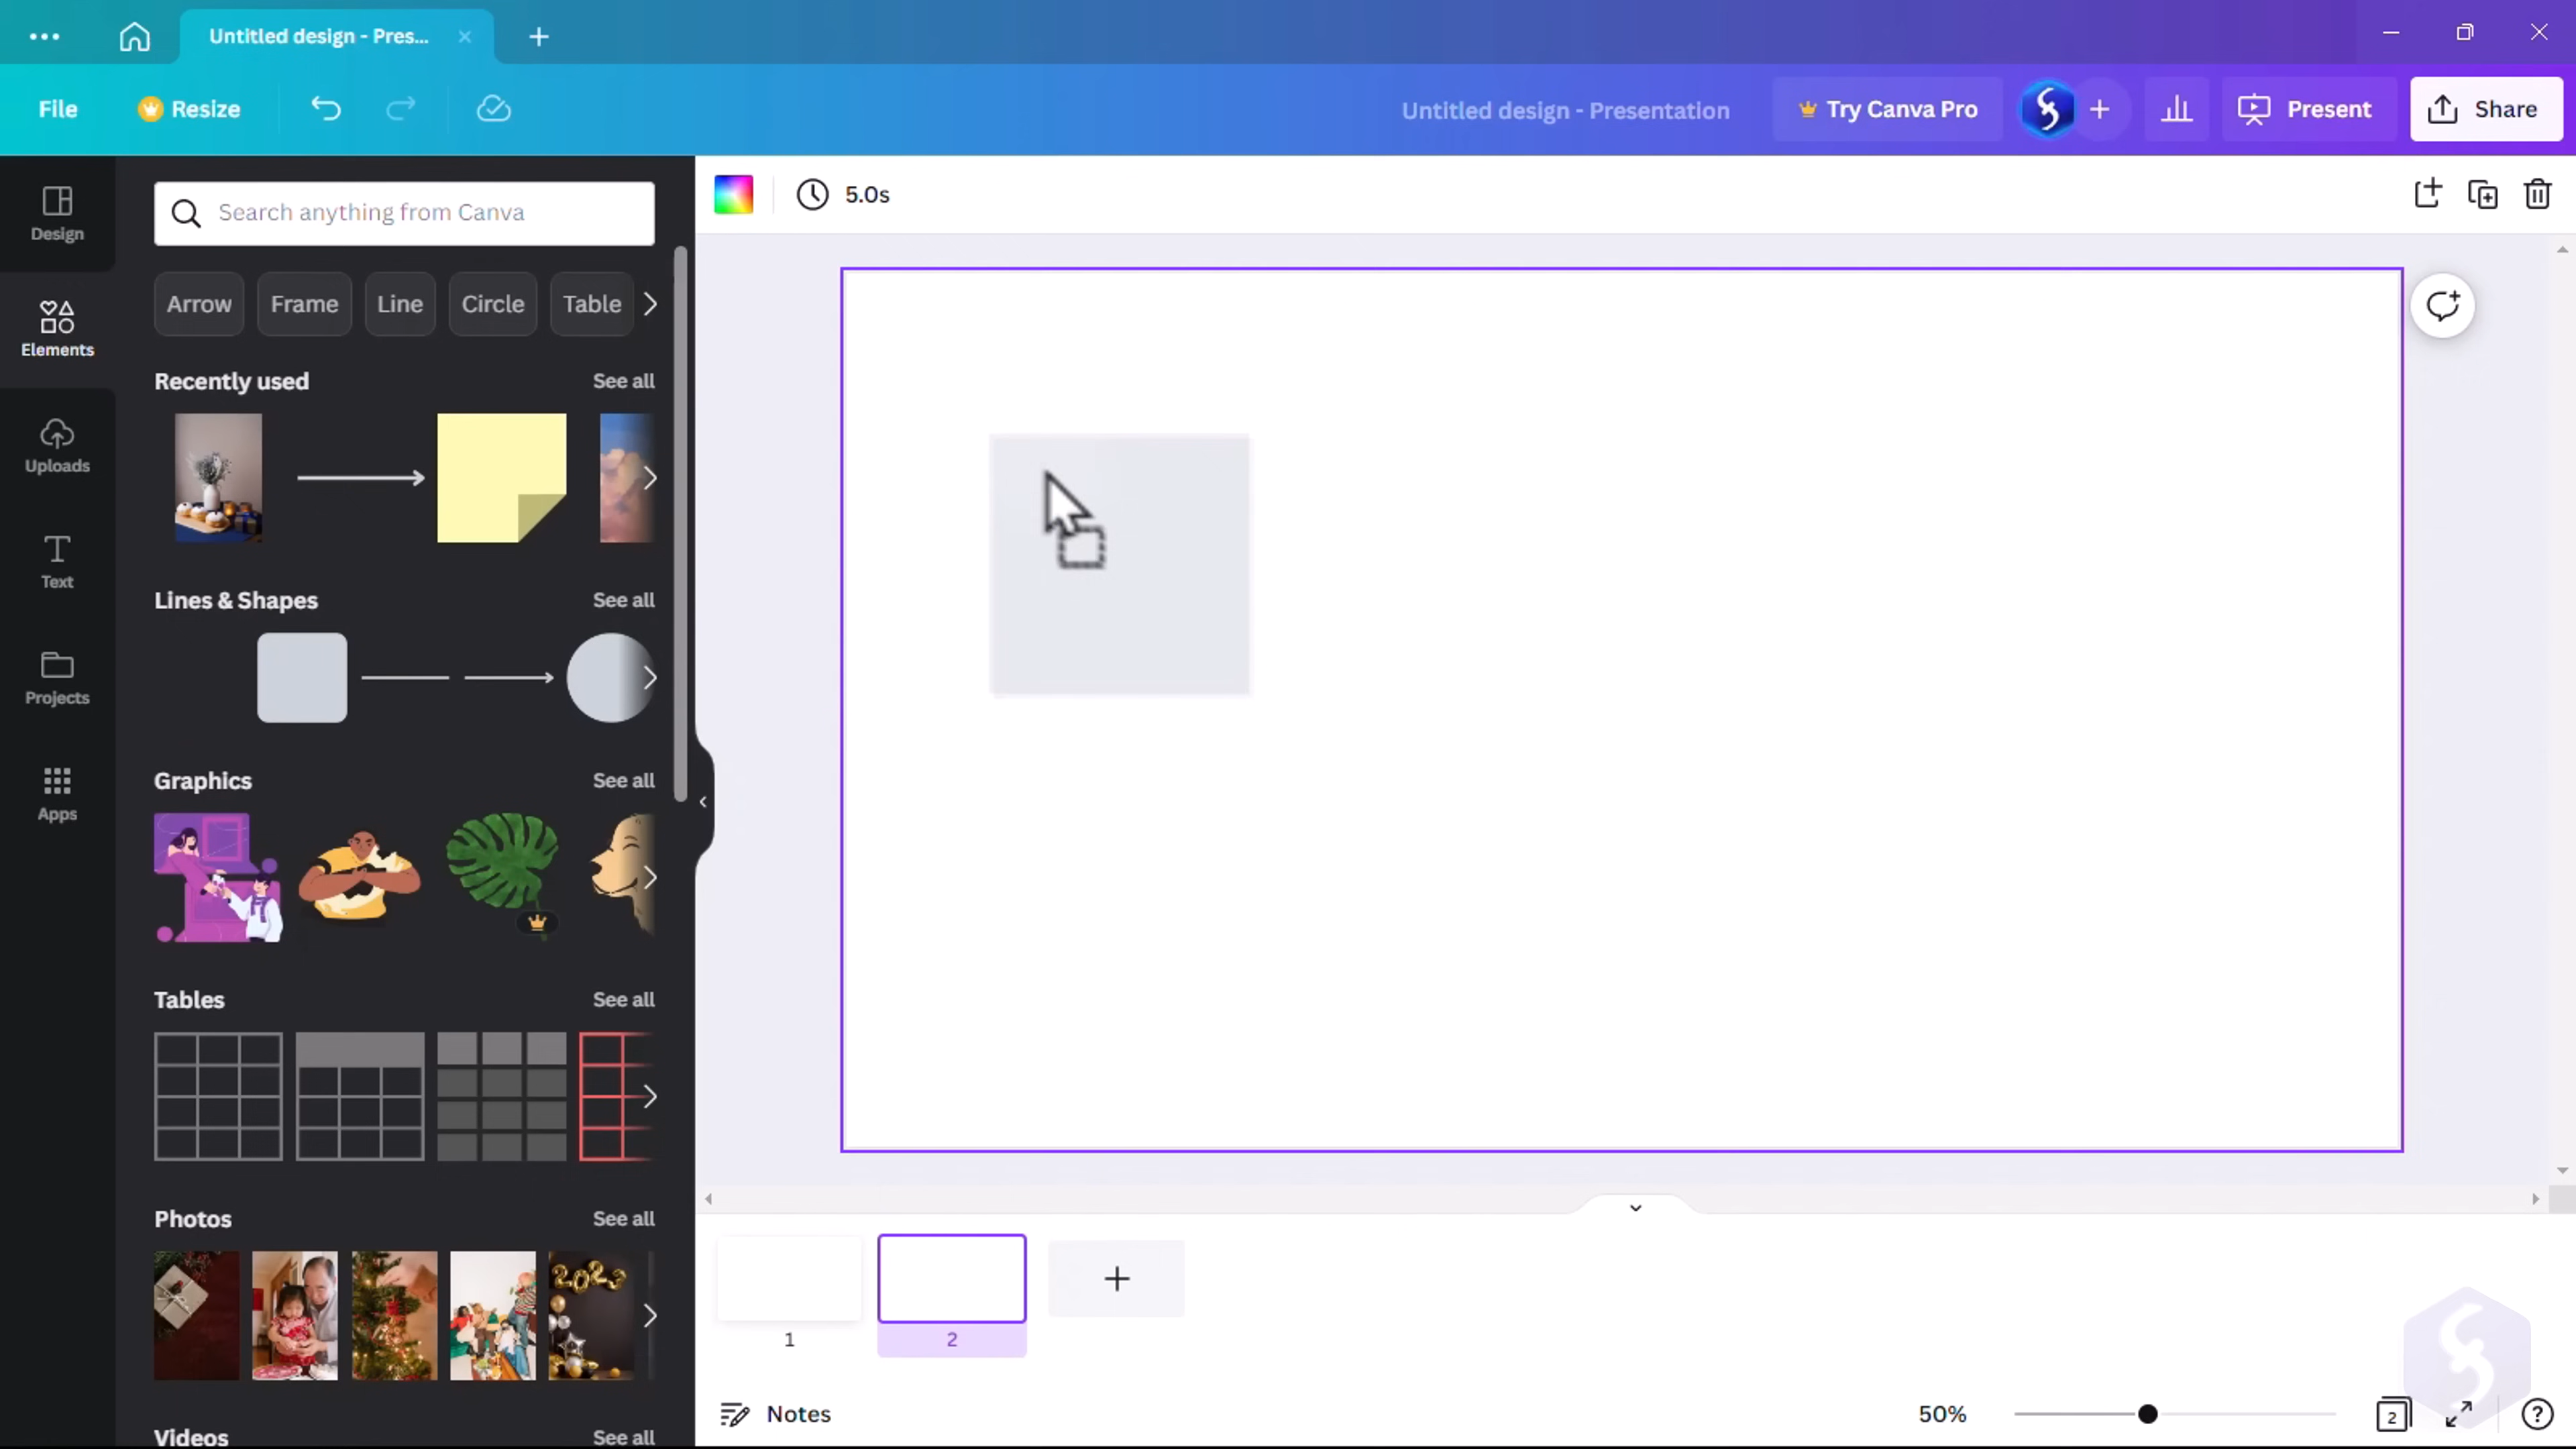 Untitled design - Pres...
File
Resize
Untitled design - Presentation
Try Canva Pro
Present
Share
Design
Elements
Uploads
Text
Projects
Apps
Search anything from Canva
Arrow
Frame
Line
Circle
Table
Recently used
See all
Lines & Shapes
See all
Graphics
See all
Tables
See all
Photos
See all
2023
Videos
See all
5.0s
1
2
Notes
50%
2